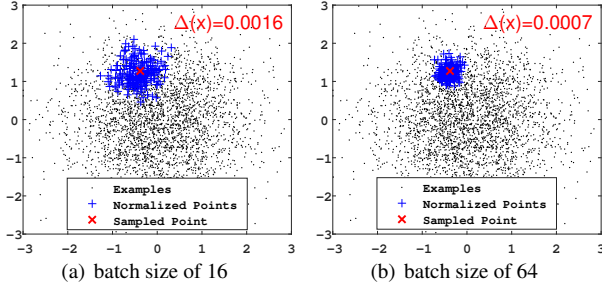 Δ(x)=0.0016
3
2
1
0
−1
−2
−3
−3 −2 −1 0 1 2 3
Examples
Normalized Points
Sampled Point
(a) batch size of 16
Δ(x)=0.0007
3
2
1
0
−1
−2
−3
−3 −2 −1 0 1 2 3
Examples
Normalized Points
Sampled Point
(b) batch size of 64